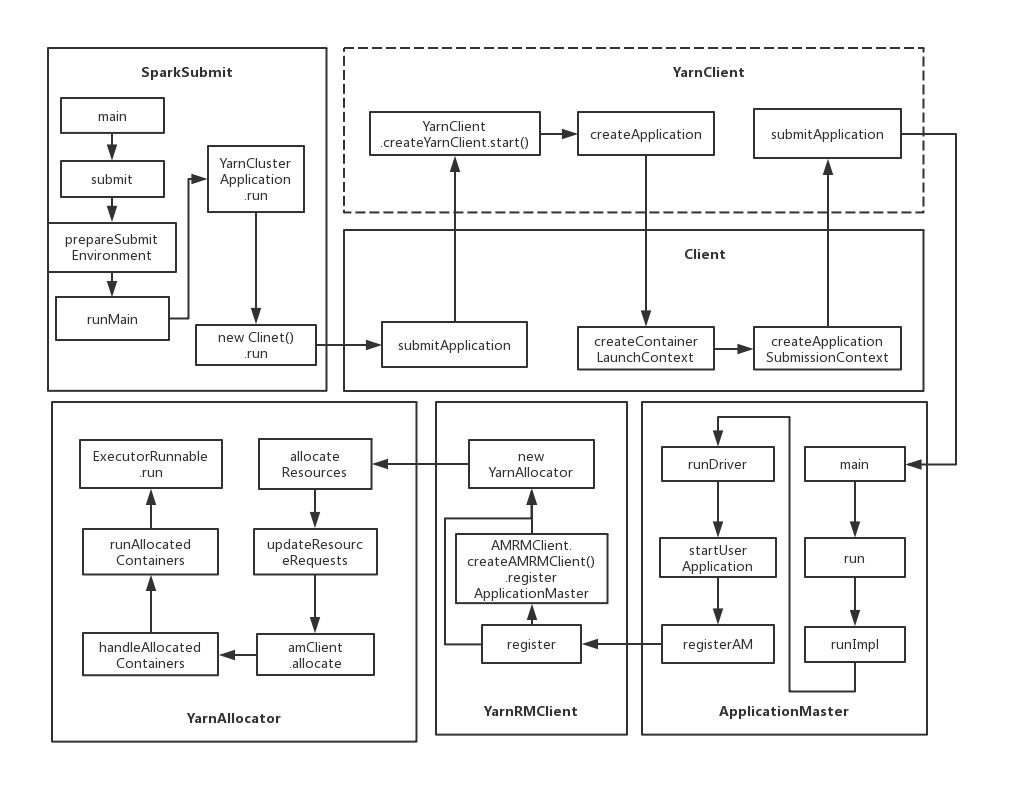 SparkSubmit
main
submit
prepareSubmit
Environment
runMain
YarnCluster
Application
.run
new Clinet()
.run
YarnClient
YarnClient
.createYarnClient.start()
createApplication
submitApplication
Client
submitApplication
createContainer
LaunchContext
createApplication
SubmissionContext
ExecutorRunnable
.run
allocate
Resources
runAllocated
Containers
updateResourc
eRequests
handleAllocated
Containers
amClient
.allocate
YarnAllocator
new
YarnAllocator
AMRMClient.
createAMRMClient()
.register
ApplicationMaster
register
YarnRMClient
runDriver
main
startUser
Application
run
registerAM
runImpl
ApplicationMaster